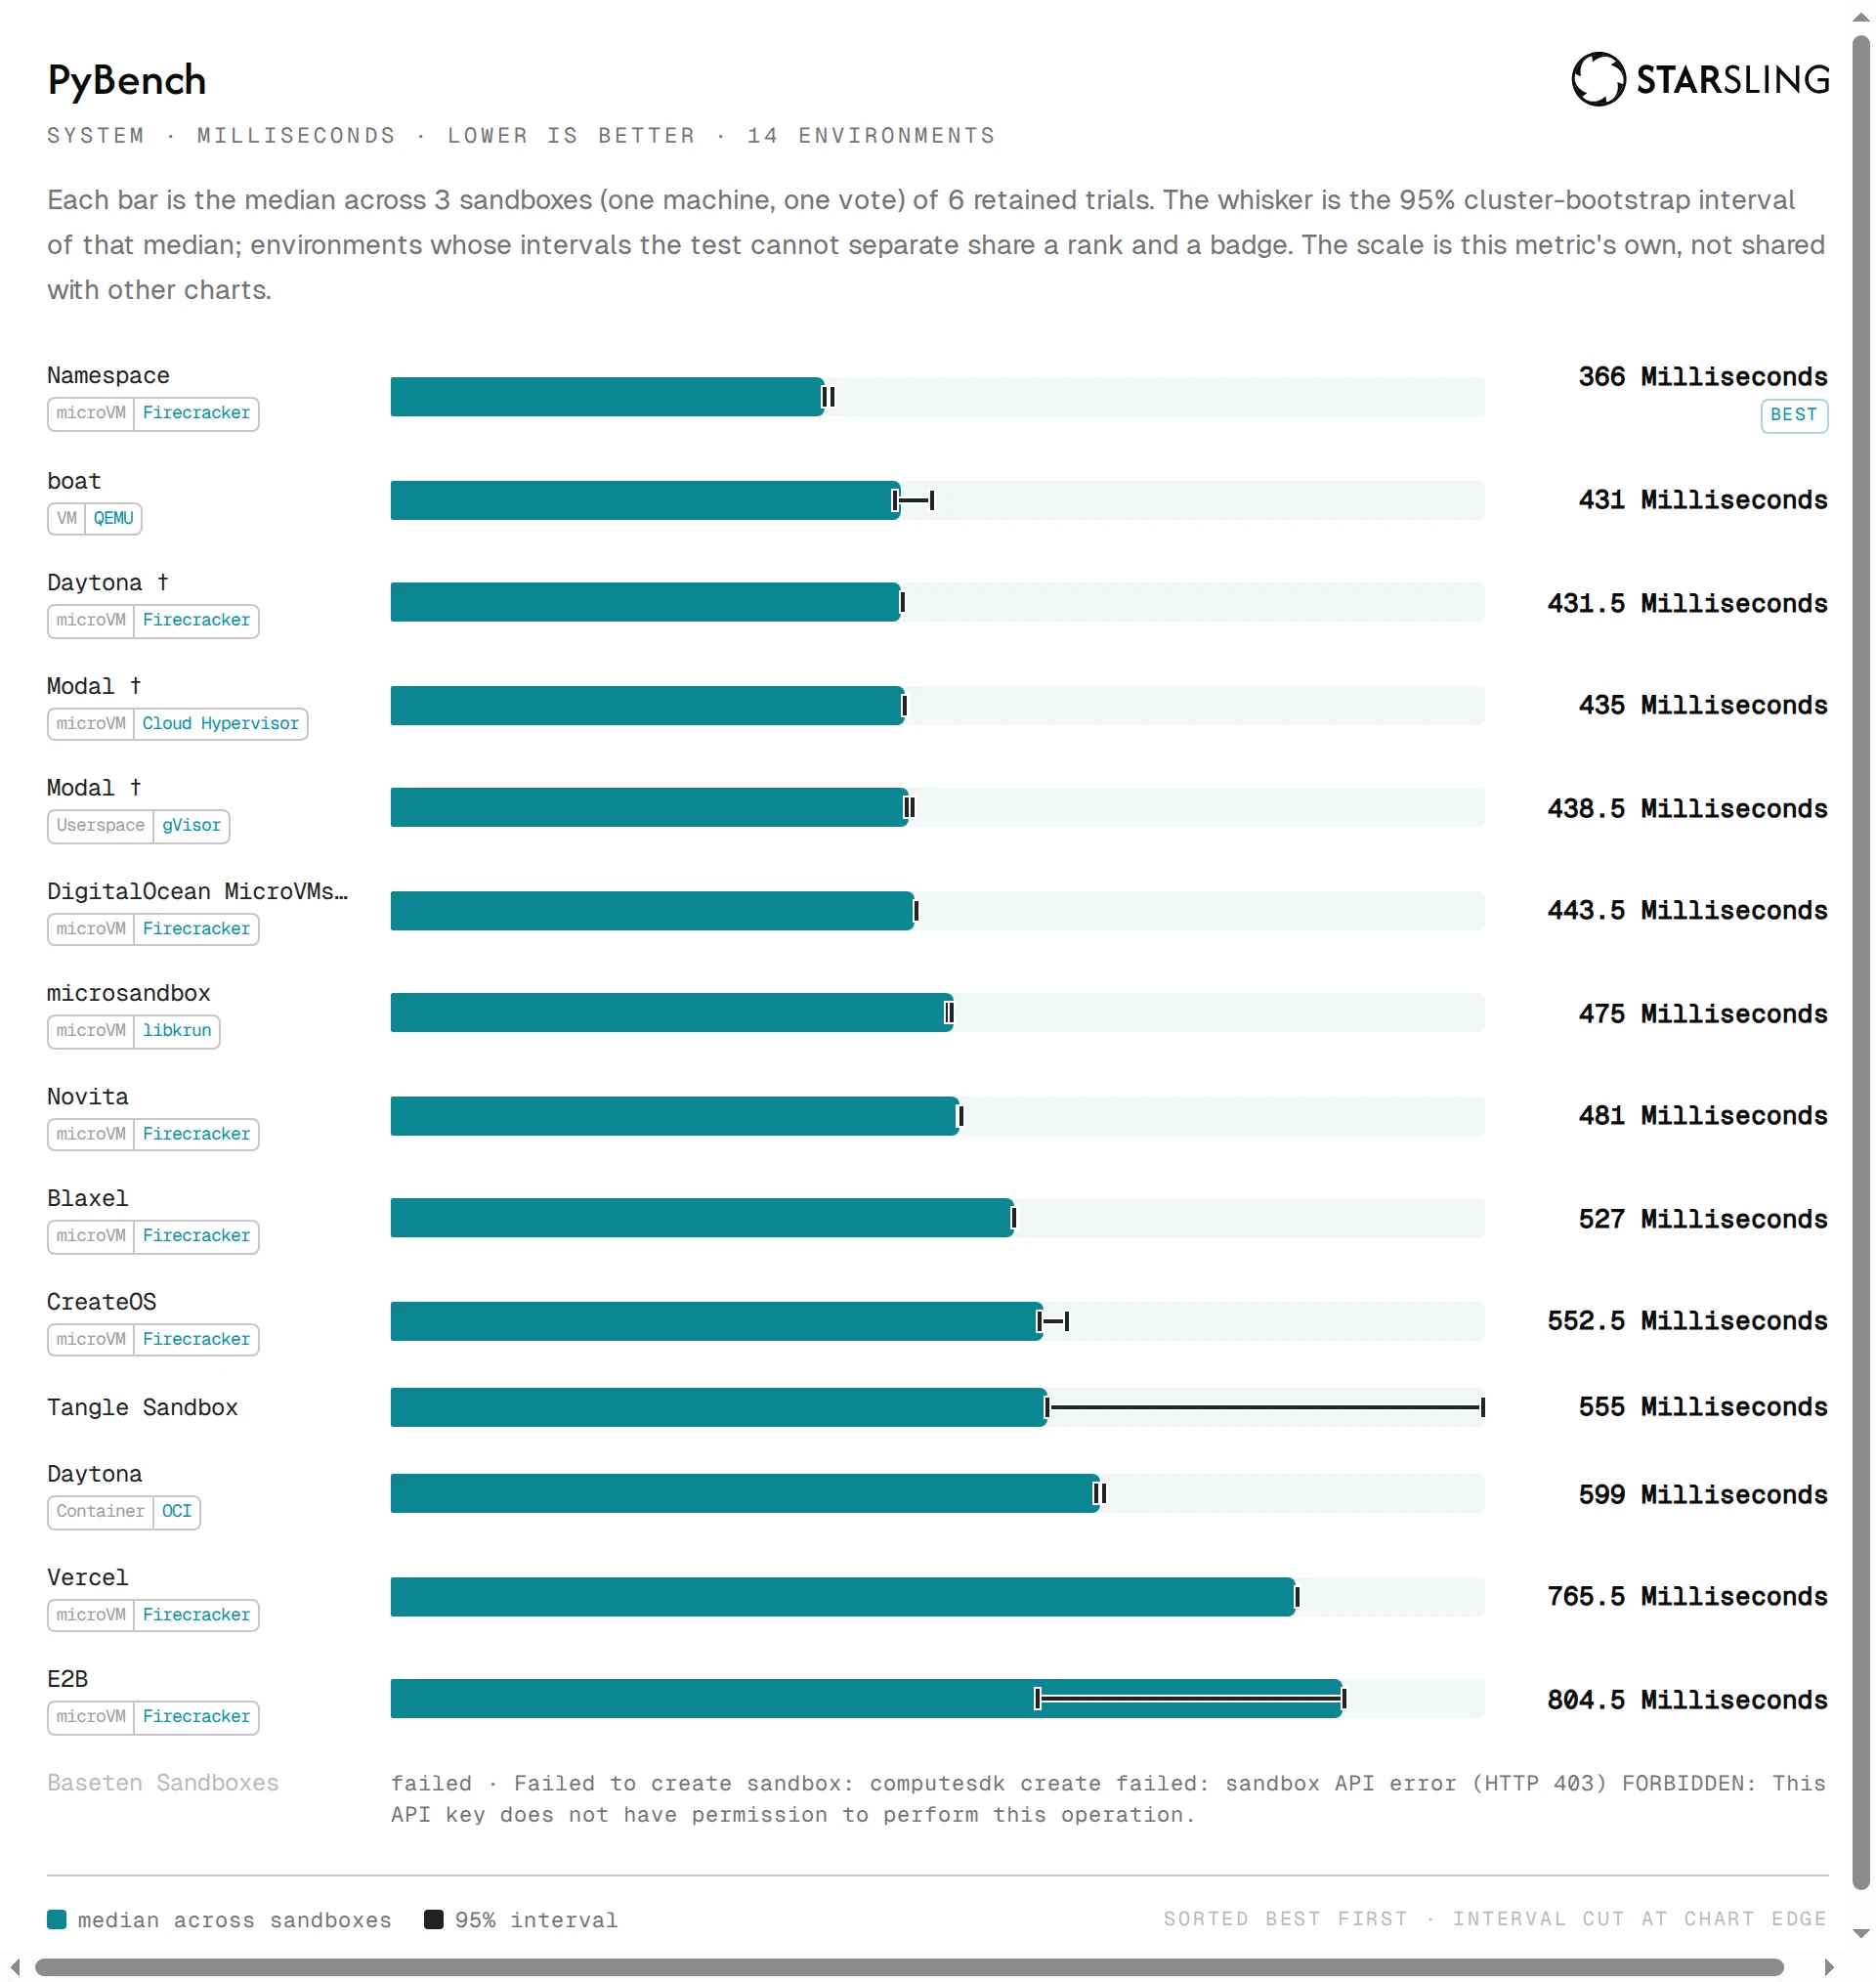 PyBench
STARSLING
SYSTEM · MILLISECONDS · LOWER IS BETTER · 14 ENVIRONMENTS
Each bar is the median across 3 sandboxes (one machine, one vote) of 6 retained trials. The whisker is the 95% cluster-bootstrap interval
of that median; environments whose intervals the test cannot separate share a rank and a badge. The scale is this metric's own, not shared
with other charts.
Namespace
microVM Firecracker
366 Milliseconds
BEST
boat
VM QEMU
431 Milliseconds
Daytona †
microVM Firecracker
431.5 Milliseconds
Modal †
microVM Cloud Hypervisor
435 Milliseconds
Modal †
Userspace gVisor
438.5 Milliseconds
DigitalOcean MicroVMs…
microVM Firecracker
443.5 Milliseconds
microsandbox
microVM libkrun
475 Milliseconds
Novita
microVM Firecracker
481 Milliseconds
Blaxel
microVM Firecracker
527 Milliseconds
CreateOS
microVM Firecracker
552.5 Milliseconds
Tangle Sandbox
555 Milliseconds
Daytona
Container OCI
599 Milliseconds
Vercel
microVM Firecracker
765.5 Milliseconds
E2B
microVM Firecracker
804.5 Milliseconds
Baseten Sandboxes
failed · Failed to create sandbox: computesdk create failed: sandbox API error (HTTP 403) FORBIDDEN: This
API key does not have permission to perform this operation.
median across sandboxes
95% interval
SORTED BEST FIRST · INTERVAL CUT AT CHART EDGE